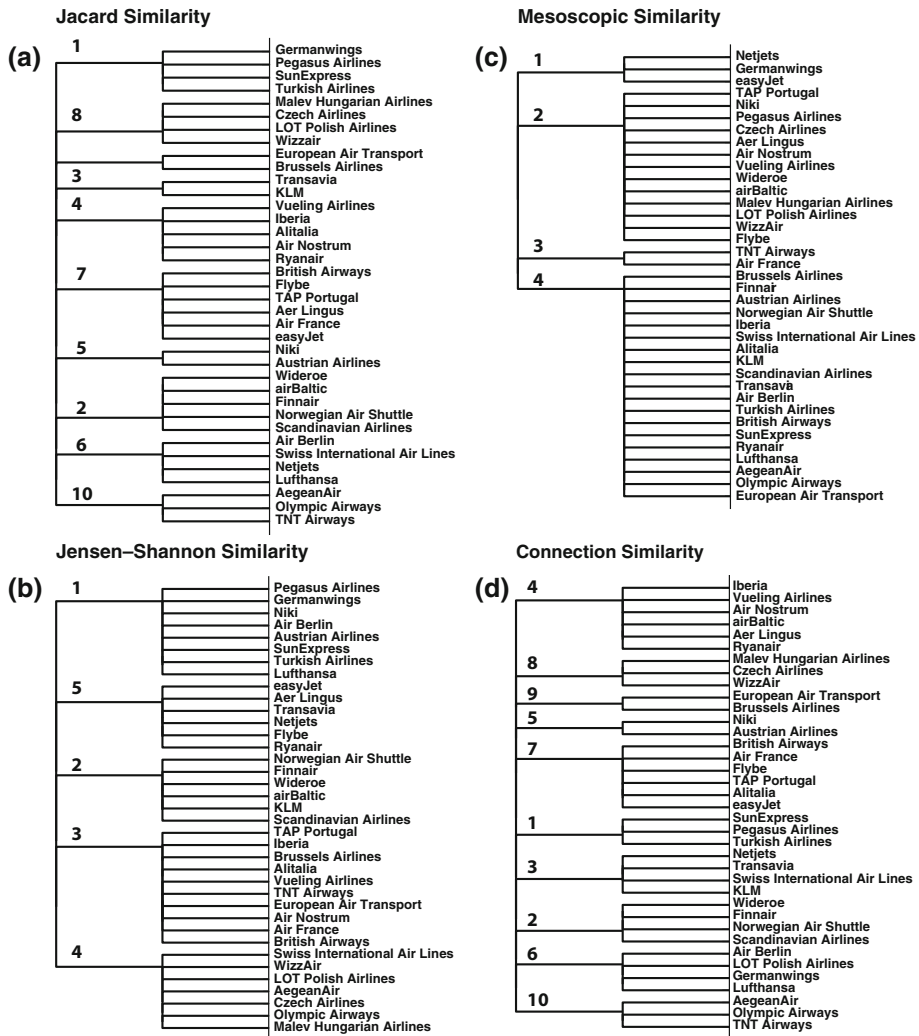 Jacard Similarity
(a)
1
Germanwings
Pegasus Airlines
SunExpress
Turkish Airlines
8
Malev Hungarian Airlines
Czech Airlines
LOT Polish Airlines
Wizzair
European Air Transport
Brussels Airlines
3
Transavia
KLM
4
Vueling Airlines
Iberia
Alitalia
Air Nostrum
Ryanair
7
British Airways
Flybe
TAP Portugal
Aer Lingus
Air France
easyJet
5
Niki
Austrian Airlines
2
Wideroe
airBaltic
Finnair
Norwegian Air Shuttle
Scandinavian Airlines
6
Air Berlin
Swiss International Air Lines
Netjets
Lufthansa
10
AegeanAir
Olympic Airways
TNT Airways
Mesoscopic Similarity
(c)
1
Netjets
Germanwings
easyJet
2
TAP Portugal
Niki
Pegasus Airlines
Czech Airlines
Aer Lingus
Air Nostrum
Vueling Airlines
Wideroe
airBaltic
Malev Hungarian Airlines
LOT Polish Airlines
WizzAir
Flybe
3
TNT Airways
Air France
4
Brussels Airlines
Finnair
Austrian Airlines
Norwegian Air Shuttle
Iberia
Swiss International Air Lines
Alitalia
KLM
Scandinavian Airlines
Transavia
Air Berlin
Turkish Airlines
British Airways
SunExpress
Ryanair
Lufthansa
AegeanAir
Olympic Airways
European Air Transport
Jensen–Shannon Similarity
(b)
1
Pegasus Airlines
Germanwings
Niki
Air Berlin
Austrian Airlines
SunExpress
Turkish Airlines
Lufthansa
5
easyJet
Aer Lingus
Transavia
Netjets
Flybe
Ryanair
2
Norwegian Air Shuttle
Finnair
Wideroe
airBaltic
KLM
Scandinavian Airlines
3
TAP Portugal
Iberia
Brussels Airlines
Alitalia
Vueling Airlines
TNT Airways
European Air Transport
Air Nostrum
Air France
British Airways
4
Swiss International Air Lines
WizzAir
LOT Polish Airlines
AegeanAir
Czech Airlines
Olympic Airways
Malev Hungarian Airlines
Connection Similarity
(d)
4
Iberia
Vueling Airlines
Air Nostrum
airBaltic
Aer Lingus
Ryanair
8
Malev Hungarian Airlines
Czech Airlines
WizzAir
9
European Air Transport
Brussels Airlines
5
Niki
Austrian Airlines
7
British Airways
Air France
Flybe
TAP Portugal
Alitalia
easyJet
1
SunExpress
Pegasus Airlines
Turkish Airlines
3
Netjets
Transavia
Swiss International Air Lines
KLM
2
Wideroe
Finnair
Norwegian Air Shuttle
Scandinavian Airlines
6
Air Berlin
LOT Polish Airlines
Germanwings
Lufthansa
10
AegeanAir
Olympic Airways
TNT Airways